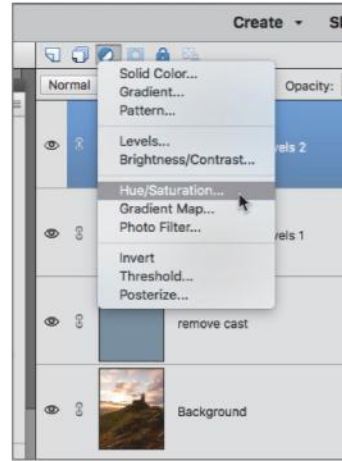 Create
Normal
Opacity:
Solid Color...
Gradient...
Pattern...
Levels...
Brightness/Contrast...
Hue/Saturation...
Gradient Map...
Photo Filter...
Invert
Threshold...
Posterize...
vels 2
vels 1
remove cast
Background